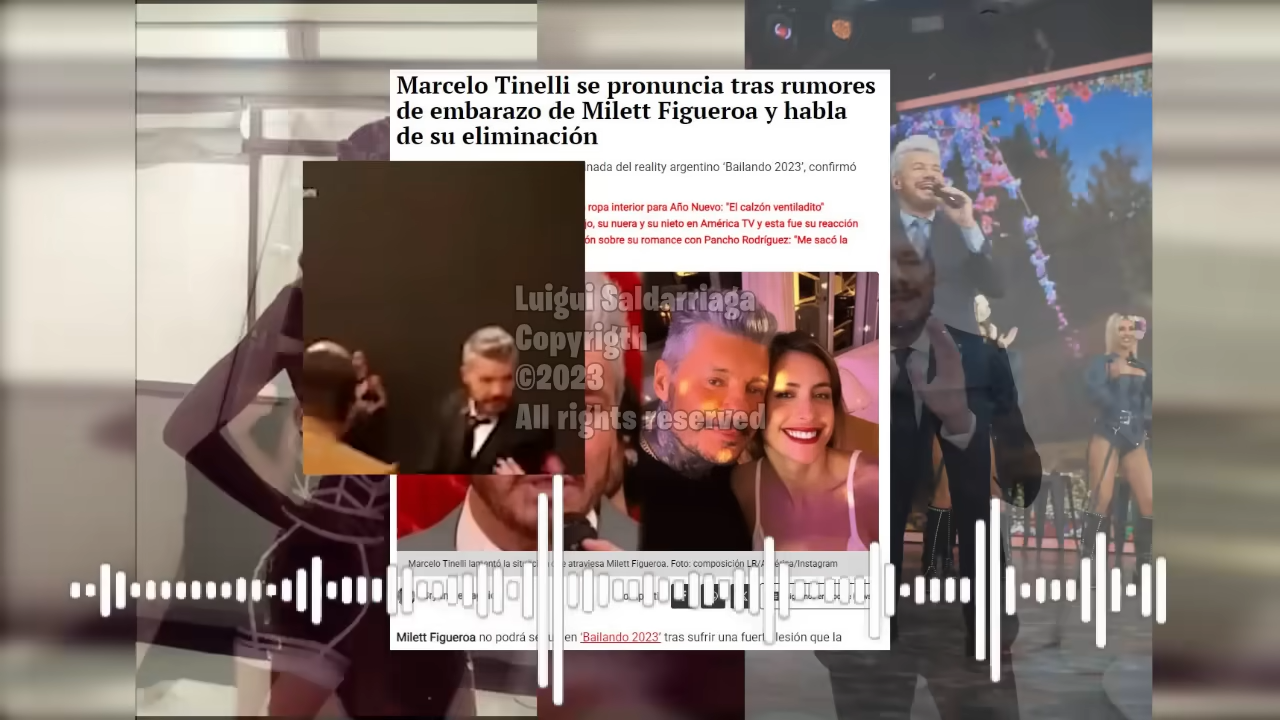 Marcelo Tinelli se pronuncia tras rumores
de embarazo de Milett Figueroa y habla
de su eliminación
nada del reality argentino ‘Bailando 2023’, confirmó
ropa interior para Año Nuevo: "El calzón ventiladito"
jo, su nuera y su nieto en América TV y esta fue su reacción
ón sobre su romance con Pancho Rodríguez: "Me sacó la
Luigui Saldarriaga
Copyrigth
©2023
All rights reserved
Marcelo Tinelli lamentó la que atraviesa Milett Figueroa. Foto: composición LR/América/Instagram
Milett Figueroa no podrá en ‘Bailando 2023’ tras sufrir una fuerte lesión que la